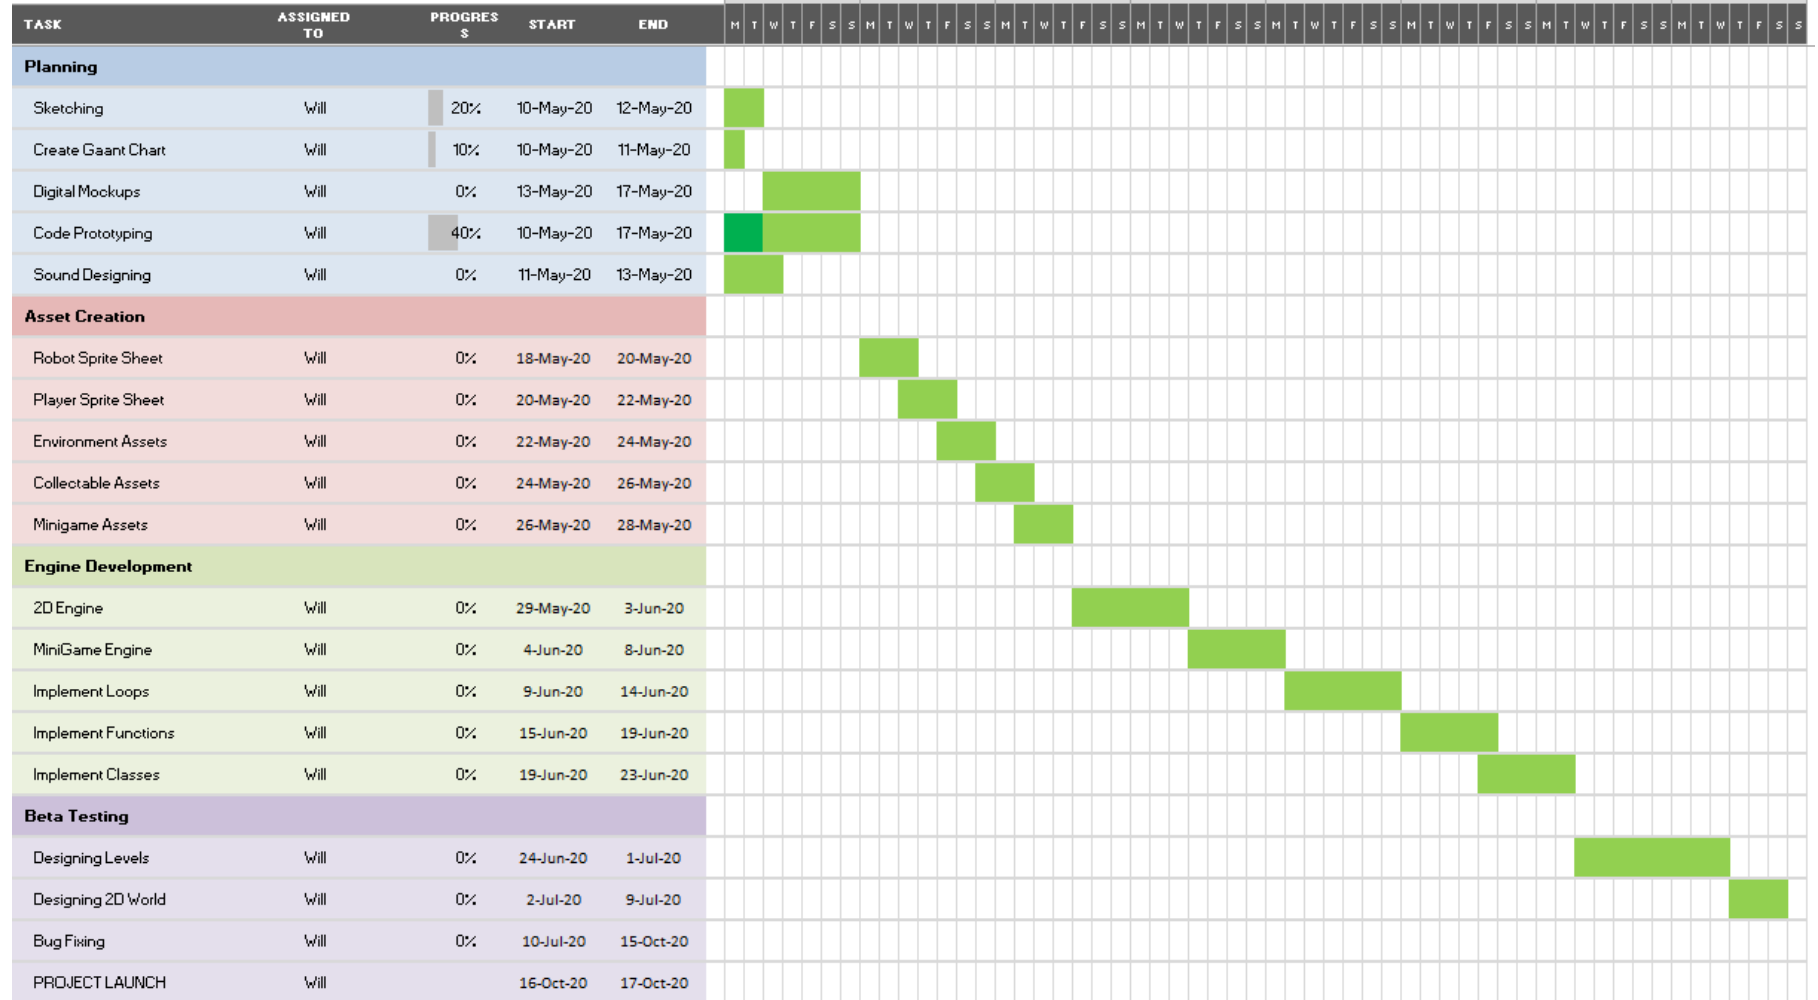 TASK ASSIGNED PROGRES START END M T W T F S S M T W T F S S M T W T F S S M T W T F S S M T W T F S S M T W T F S S M T W T F S S M T W T F S S
TO S
Planning
Sketching Will 20% 10-May-20 12-May-20
Create Gaant Chart Will 10% 10-May-20 11-May-20
Digital Mockups Will 0% 13-May-20 17-May-20
Code Prototyping Will 40% 10-May-20 17-May-20
Sound Designing Will 0% 11-May-20 13-May-20
Asset Creation
Robot Sprite Sheet Will 0% 18-May-20 20-May-20
Player Sprite Sheet Will 0% 20-May-20 22-May-20
Environment Assets Will 0% 22-May-20 24-May-20
Collectable Assets Will 0% 24-May-20 26-May-20
Minigame Assets Will 0% 26-May-20 28-May-20
Engine Development
2D Engine Will 0% 29-May-20 3-Jun-20
MiniGame Engine Will 0% 4-Jun-20 8-Jun-20
Implement Loops Will 0% 9-Jun-20 14-Jun-20
Implement Functions Will 0% 15-Jun-20 19-Jun-20
Implement Classes Will 0% 19-Jun-20 23-Jun-20
Beta Testing
Designing Levels Will 0% 24-Jun-20 1-Jul-20
Designing 2D World Will 0% 2-Jul-20 9-Jul-20
Bug Fixing Will 0% 10-Jul-20 15-Oct-20
PROJECT LAUNCH Will 16-Oct-20 17-Oct-20